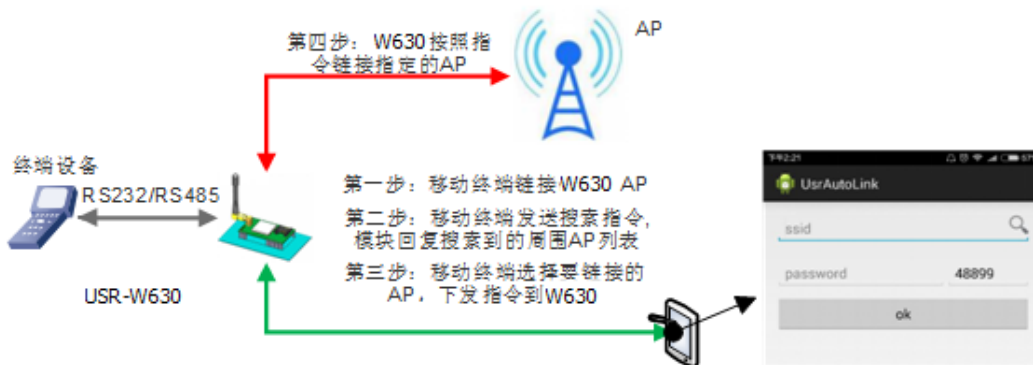 第四步：W630按照指
令链接指定的AP
AP
终端设备
RS232/RS485
USR-W630
第一步：移动终端链接W630 AP
第二步：移动终端发送搜索指令,
模块回复搜索到的周围AP列表
第三步：移动终端选择要链接的
AP，下发指令到W630
下午2:21
UsrAutoLink
ssid
password
48899
ok